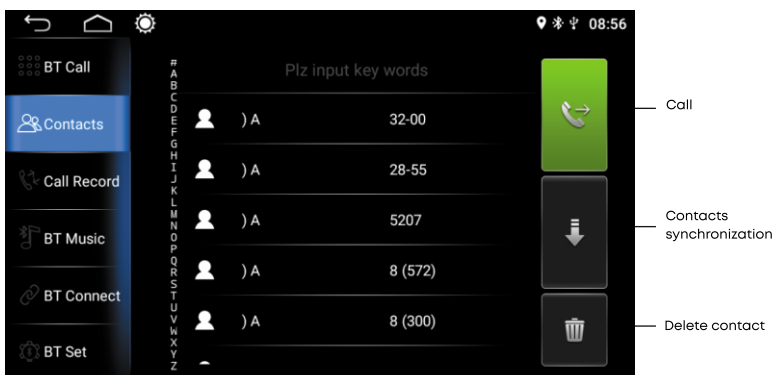 08:56
BT Call
Contacts
Call Record
BT Music
BT Connect
BT Set
#
A
B
C
D
E
F
G
H
I
J
K
L
M
N
O
P
Q
R
S
T
U
V
W
X
Y
Z
Plz input key words
) A 32-00
) A 28-55
) A 5207
) A 8 (572)
) A 8 (300)
Call
Contacts
synchronization
Delete contact